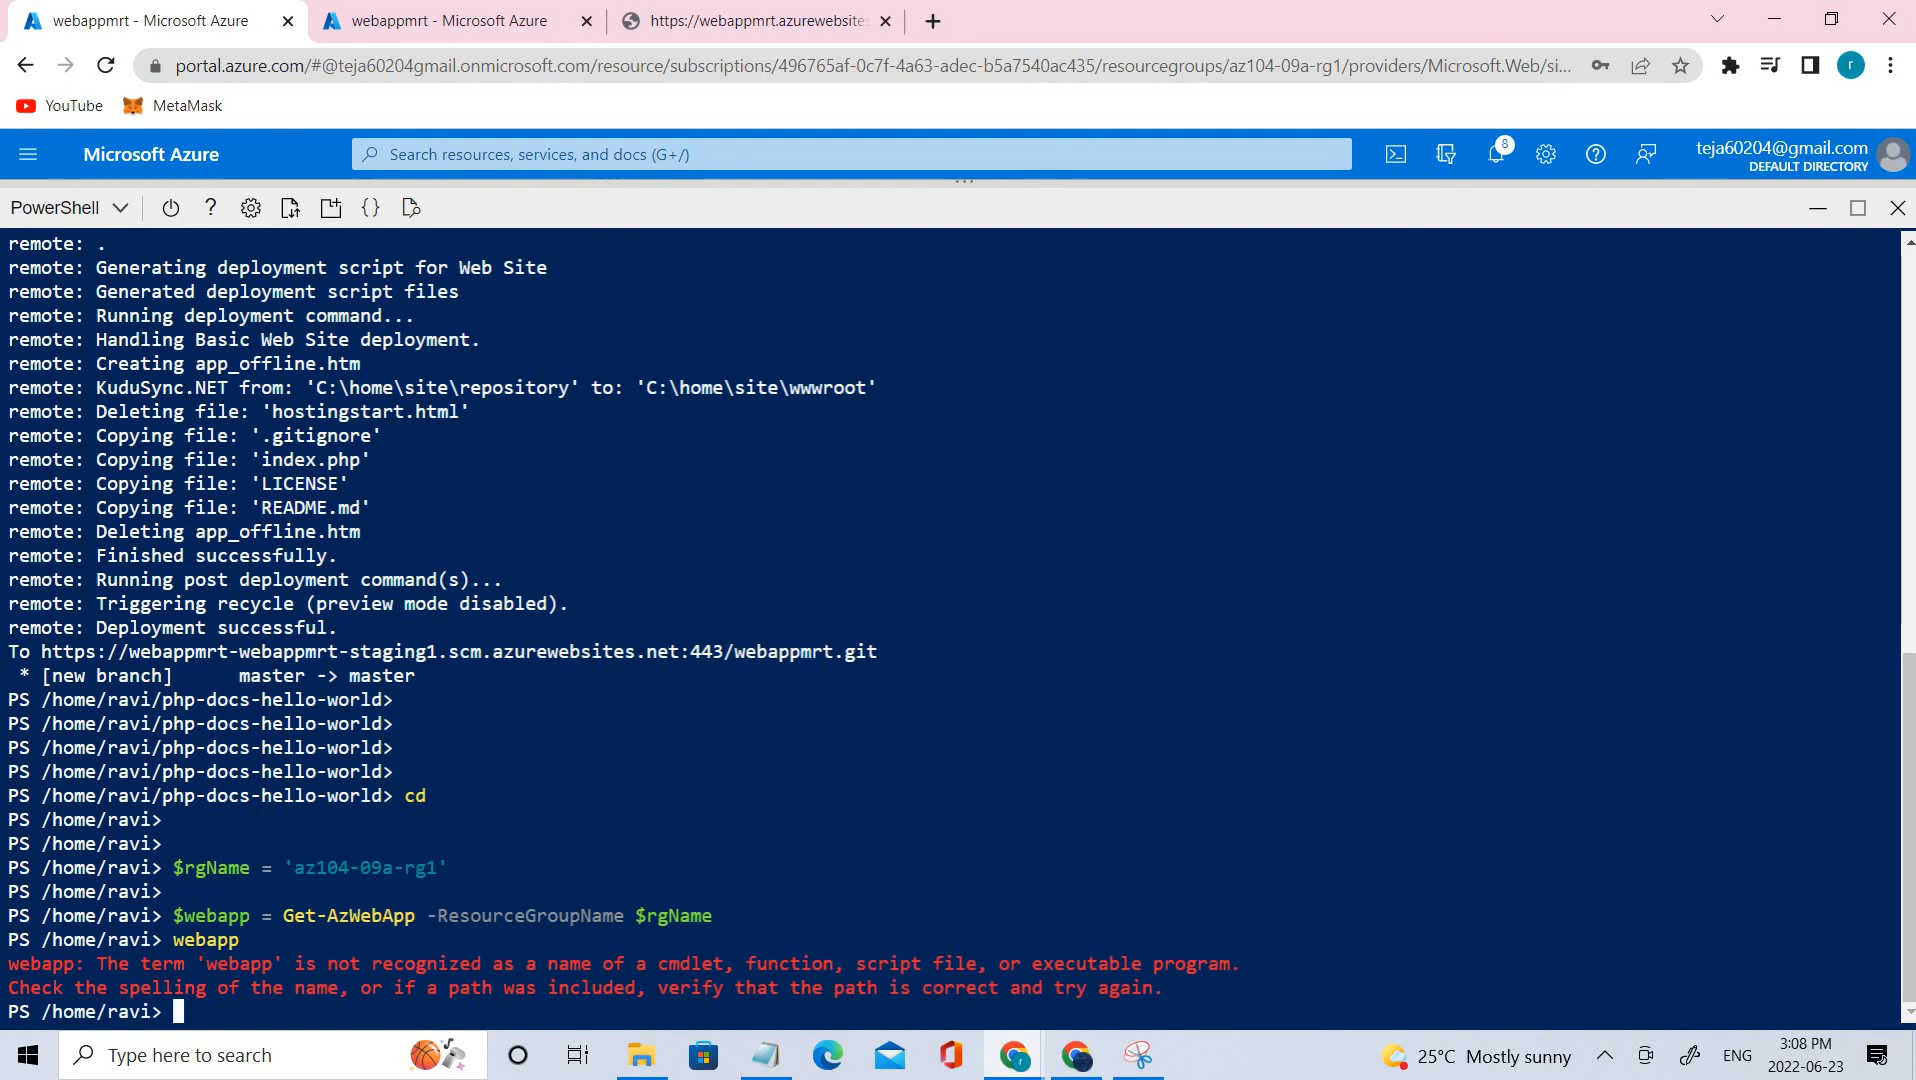 webappmrt - Microsoft Azure
webappmrt - Microsoft Azure
https://webappmrt.azurewebsite
portal.azure.com/#@teja60204gmail.onmicrosoft.com/resource/subscriptions/496765af-0c7f-4a63-adec-b5a7540ac435/resourcegroups/az104-09a-rg1/providers/Microsoft.Web/si...
r
YouTube
MetaMask
Microsoft Azure
Search resources, services, and docs (G+/)
8
teja60204@gmail.com
DEFAULT DIRECTORY
PowerShell
remote: .
remote: Generating deployment script for Web Site
remote: Generated deployment script files
remote: Running deployment command...
remote: Handling Basic Web Site deployment.
remote: Creating app_offline.htm
remote: KuduSync.NET from: 'C:\home\site\repository' to: 'C:\home\site\wwwroot'
remote: Deleting file: 'hostingstart.html'
remote: Copying file: '.gitignore'
remote: Copying file: 'index.php'
remote: Copying file: 'LICENSE'
remote: Copying file: 'README.md'
remote: Deleting app_offline.htm
remote: Finished successfully.
remote: Running post deployment command(s)...
remote: Triggering recycle (preview mode disabled).
remote: Deployment successful.
To https://webappmrt-webappmrt-staging1.scm.azurewebsites.net:443/webappmrt.git
* [new branch] master -> master
PS /home/ravi/php-docs-hello-world>
PS /home/ravi/php-docs-hello-world>
PS /home/ravi/php-docs-hello-world>
PS /home/ravi/php-docs-hello-world>
PS /home/ravi/php-docs-hello-world> cd
PS /home/ravi>
PS /home/ravi>
PS /home/ravi> $rgName = 'az104-09a-rg1'
PS /home/ravi>
PS /home/ravi> $webapp = Get-AzWebApp -ResourceGroupName $rgName
PS /home/ravi> webapp
webapp: The term 'webapp' is not recognized as a name of a cmdlet, function, script file, or executable program.
Check the spelling of the name, or if a path was included, verify that the path is correct and try again.
PS /home/ravi>
Type here to search
25°C Mostly sunny
ENG
3:08 PM
2022-06-23